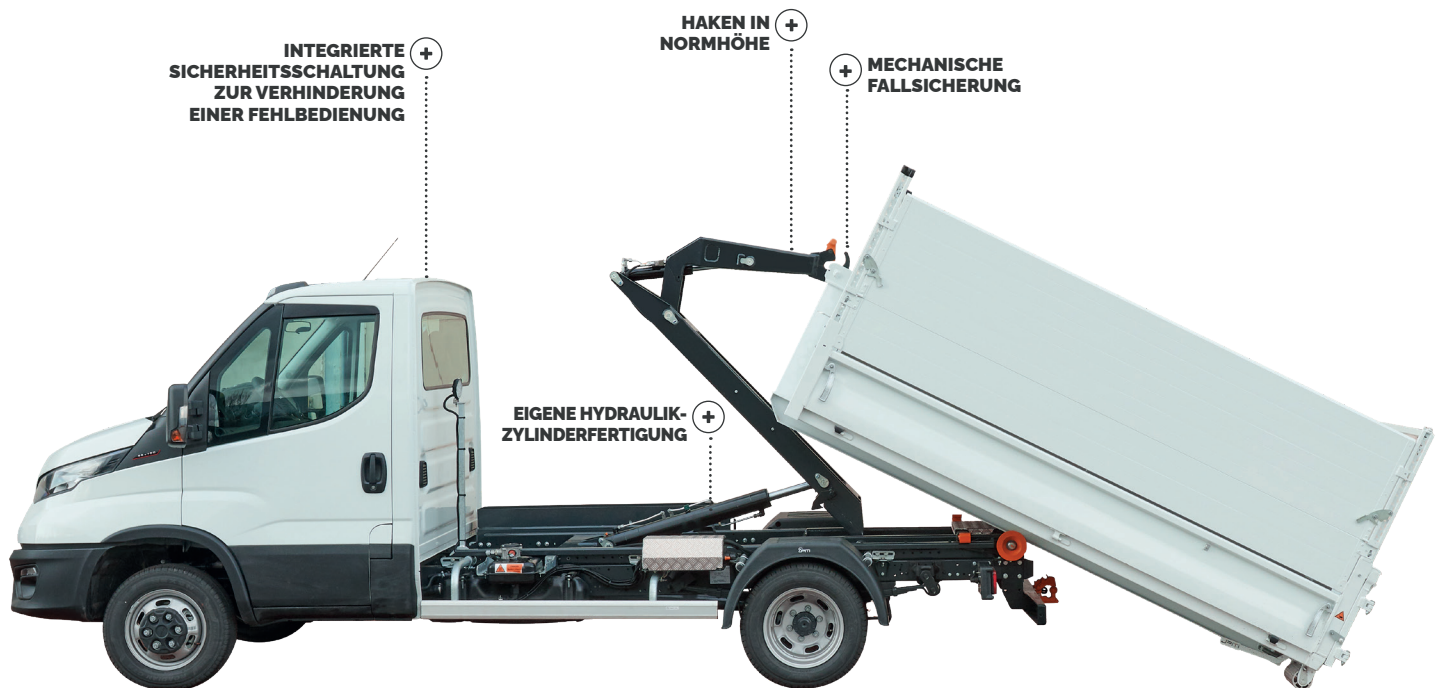 INTEGRIERTE
SICHERHEITSSCHALTUNG
ZUR VERHINDERUNG
EINER FEHLBEDIENUNG
HAKEN IN
NORMHÖHE
MECHANISCHE
FALLSICHERUNG
EIGENE HYDRAULIK-
ZYLINDERFERTIGUNG